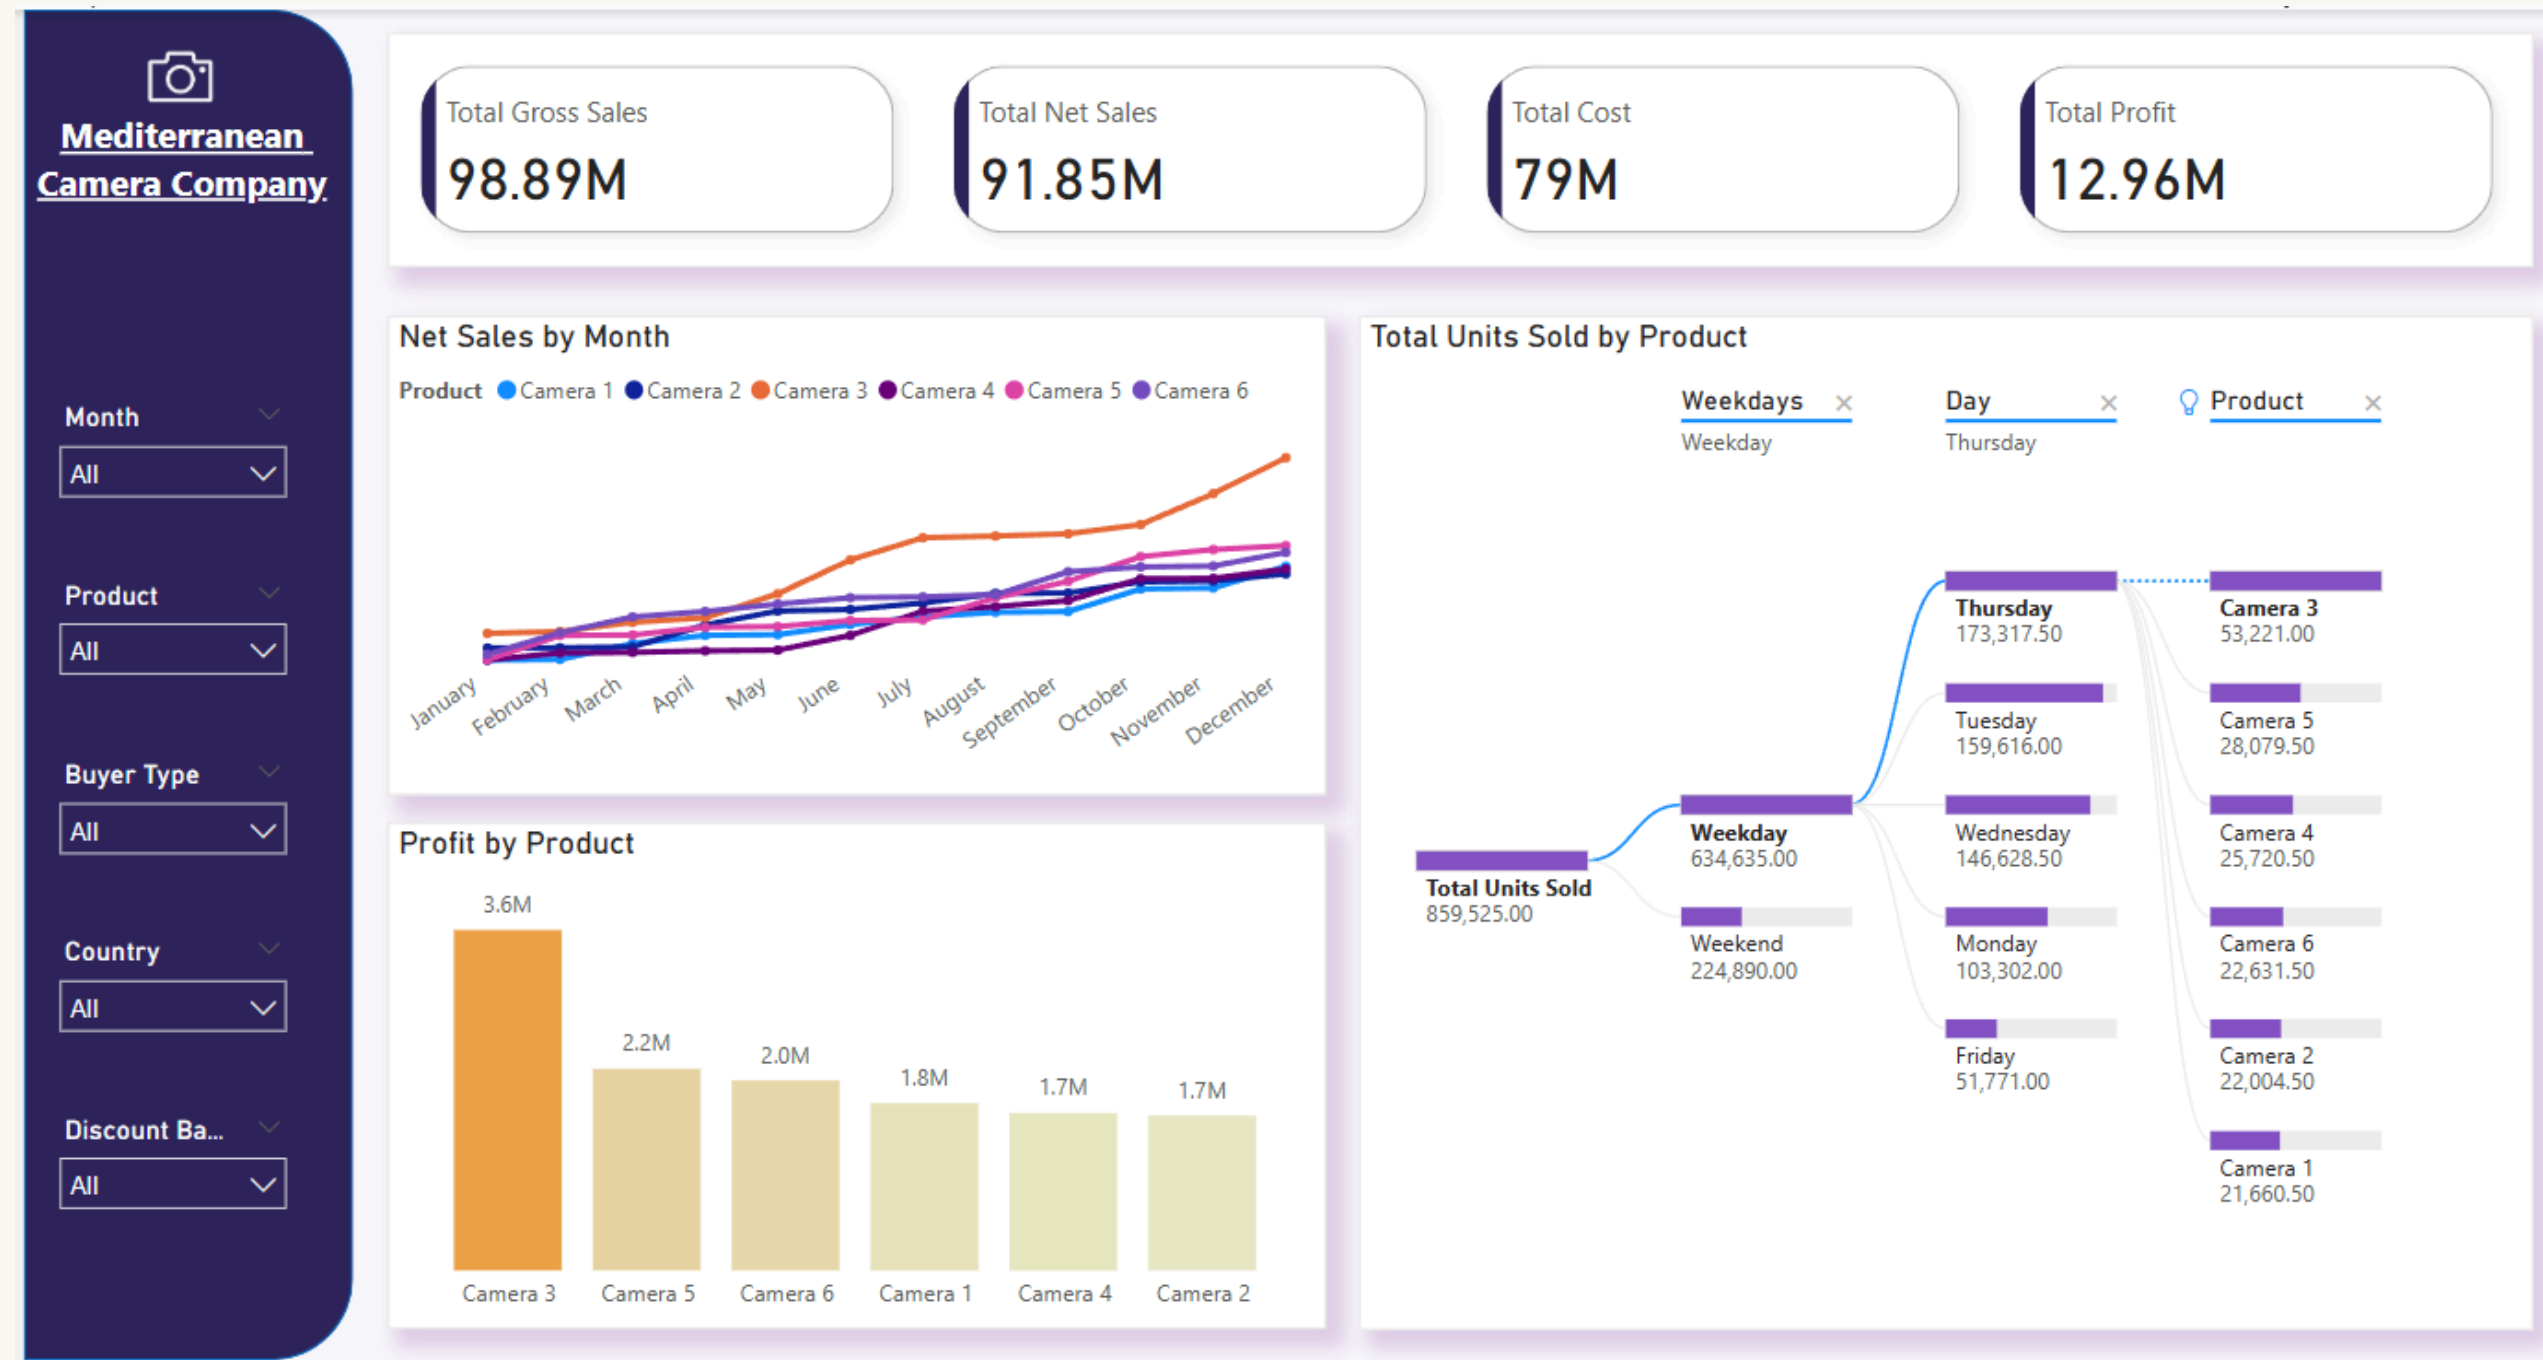 Mediterranean
Camera Company
Month
All
Product
All
Buyer Type
All
Country
All
Discount Ba...
All
Total Gross Sales
98.89M
Total Net Sales
91.85M
Total Cost
79M
Total Profit
12.96M
Net Sales by Month
Product Camera 1 Camera 2 Camera 3 Camera 4 Camera 5 Camera 6
January February March April May June July August September October November December
Profit by Product
3.6M
2.2M
2.0M
1.8M
1.7M
1.7M
Camera 3 Camera 5 Camera 6 Camera 1 Camera 4 Camera 2
Total Units Sold by Product
Weekdays
Weekday
Day
Thursday
Product
Total Units Sold
859,525.00
Weekday
634,635.00
Weekend
224,890.00
Thursday
173,317.50
Tuesday
159,616.00
Wednesday
146,628.50
Monday
103,302.00
Friday
51,771.00
Camera 3
53,221.00
Camera 5
28,079.50
Camera 4
25,720.50
Camera 6
22,631.50
Camera 2
22,004.50
Camera 1
21,660.50